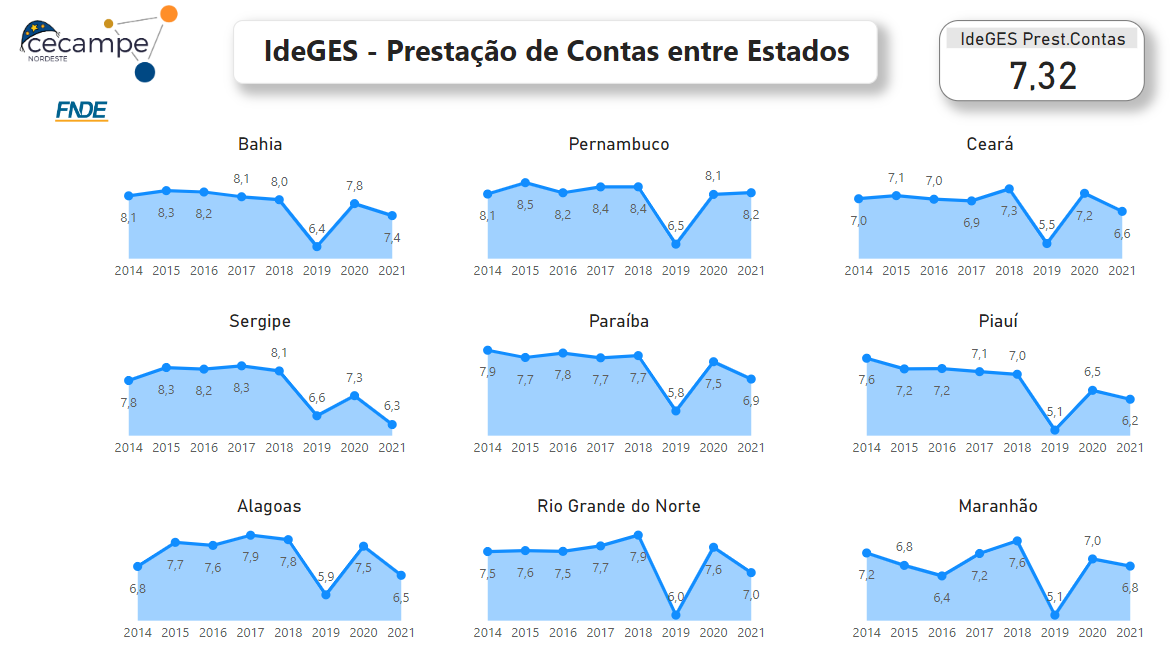 cecampe
NORDESTE
FNDE
IdeGES - Prestação de Contas entre Estados
IdeGES Prest.Contas
7,32
Bahia
8,1 8,3 8,2 8,1 8,0 6,4 7,8 7,4
2014 2015 2016 2017 2018 2019 2020 2021
Pernambuco
8,1 8,5 8,2 8,4 8,4 6,5 8,1 8,2
2014 2015 2016 2017 2018 2019 2020 2021
Ceará
7,0 7,1 7,0 6,9 7,3 5,5 7,2 6,6
2014 2015 2016 2017 2018 2019 2020 2021
Sergipe
7,8 8,3 8,2 8,3 8,1 6,6 7,3 6,3
2014 2015 2016 2017 2018 2019 2020 2021
Paraíba
7,9 7,7 7,8 7,7 7,7 5,8 7,5 6,9
2014 2015 2016 2017 2018 2019 2020 2021
Piauí
7,6 7,2 7,2 7,1 7,0 5,1 6,5 6,2
2014 2015 2016 2017 2018 2019 2020 2021
Alagoas
6,8 7,7 7,6 7,9 7,8 5,9 7,5 6,5
2014 2015 2016 2017 2018 2019 2020 2021
Rio Grande do Norte
7,5 7,6 7,5 7,7 7,9 6,0 7,6 7,0
2014 2015 2016 2017 2018 2019 2020 2021
Maranhão
7,2 6,8 6,4 7,2 7,6 5,1 7,0 6,8
2014 2015 2016 2017 2018 2019 2020 2021